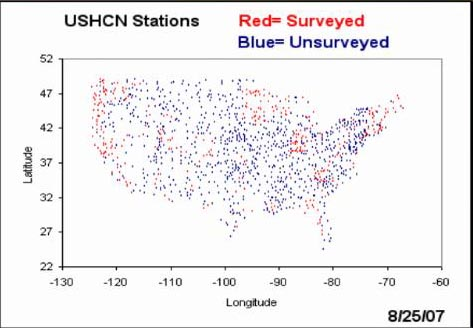 USHCN Stations
Red= Surveyed
Blue= Unsurveyed
52
47
42
37
32
27
22
Latitude
-130 -120 -110 -100 -90 -80 -70 -60
Longitude
8/25/07